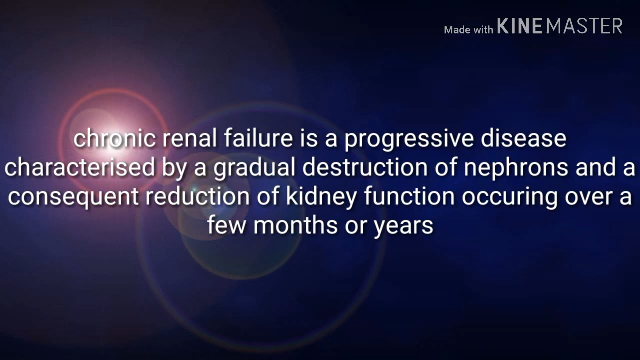 Made with KINEMASTER
chronic renal failure is a progressive disease
characterised by a gradual destruction of nephrons and a
consequent reduction of kidney function occuring over a
few months or years